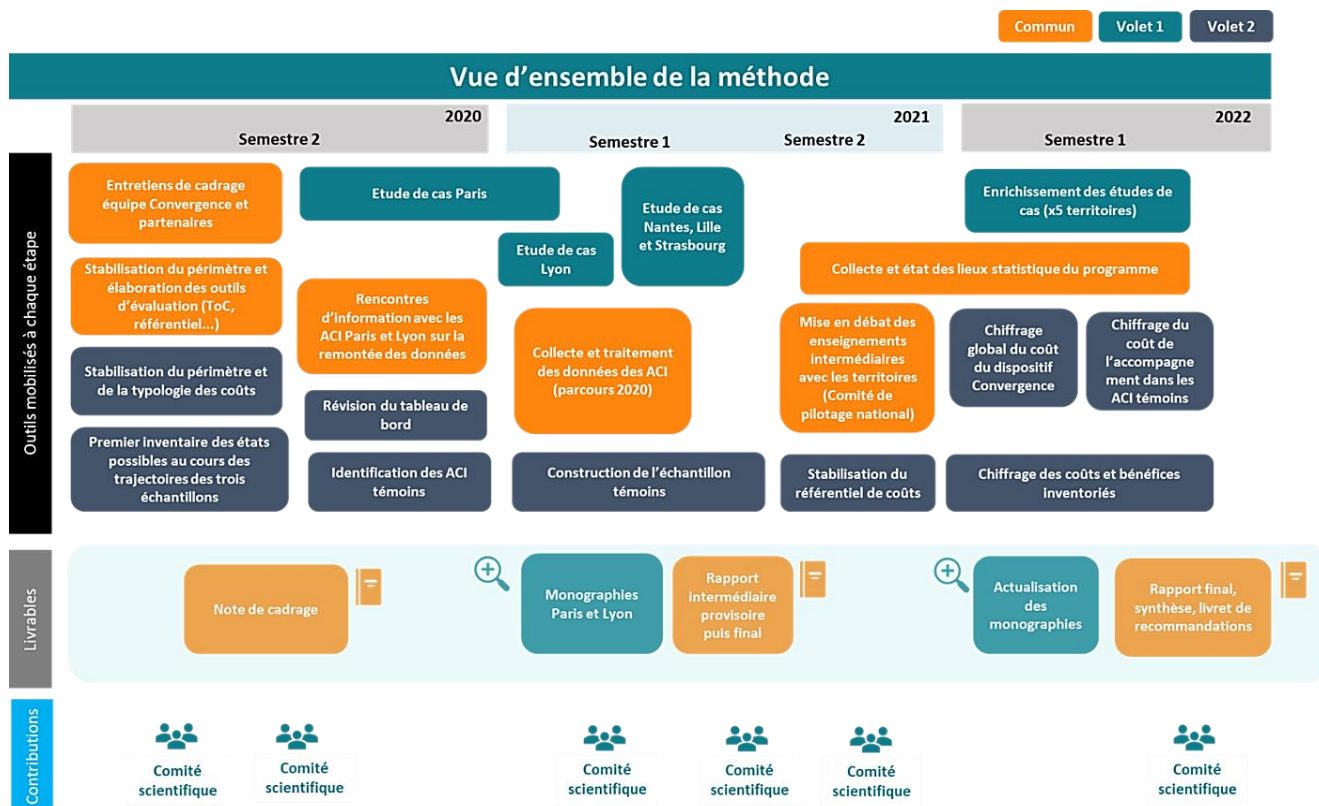 Commun
Volet 1
Volet 2
Vue d’ensemble de la méthode
2020
Semestre 2
2021
Semestre 1
Semestre 2
2022
Semestre 1
Outils mobilisés à chaque étape
Entretiens de cadrage
équipe Convergence et
partenaires
Etude de cas Paris
Etude de cas
Lyon
Etude de cas
Nantes, Lille
et Strasbourg
Enrichissement des études de
cas (x5 territoires)
Collecte et état des lieux statistique du programme
Stabilisation du périmètre et
élaboration des outils
d’évaluation (ToC,
référentiel...)
Rencontres
d’information avec les
ACI Paris et Lyon sur la
remontée des données
Collecte et traitement
des données des ACI
(parcours 2020)
Mise en débat des
enseignements
intermédiaires
avec les territoires
(Comité de
pilotage national)
Chiffrage
global du coût
du dispositif
Convergence
Chiffrage du
coût de
l’accompagne
ment dans les
ACI témoins
Stabilisation du périmètre et
de la typologie des coûts
Révision du tableau de
bord
Premier inventaire des états
possibles au cours des
trajectoires des trois
échantillons
Identification des ACI
témoins
Construction de l’échantillon
témoins
Stabilisation du
référentiel de coûts
Chiffrage des coûts et bénéfices
inventoriés
Livrables
Note de cadrage
Monographies
Paris et Lyon
Rapport
intermédiaire
provisoire
puis final
Actualisation
des
monographies
Rapport final,
synthèse, livret de
recommandations
Contributions
Comité
scientifique
Comité
scientifique
Comité
scientifique
Comité
scientifique
Comité
scientifique
Comité
scientifique